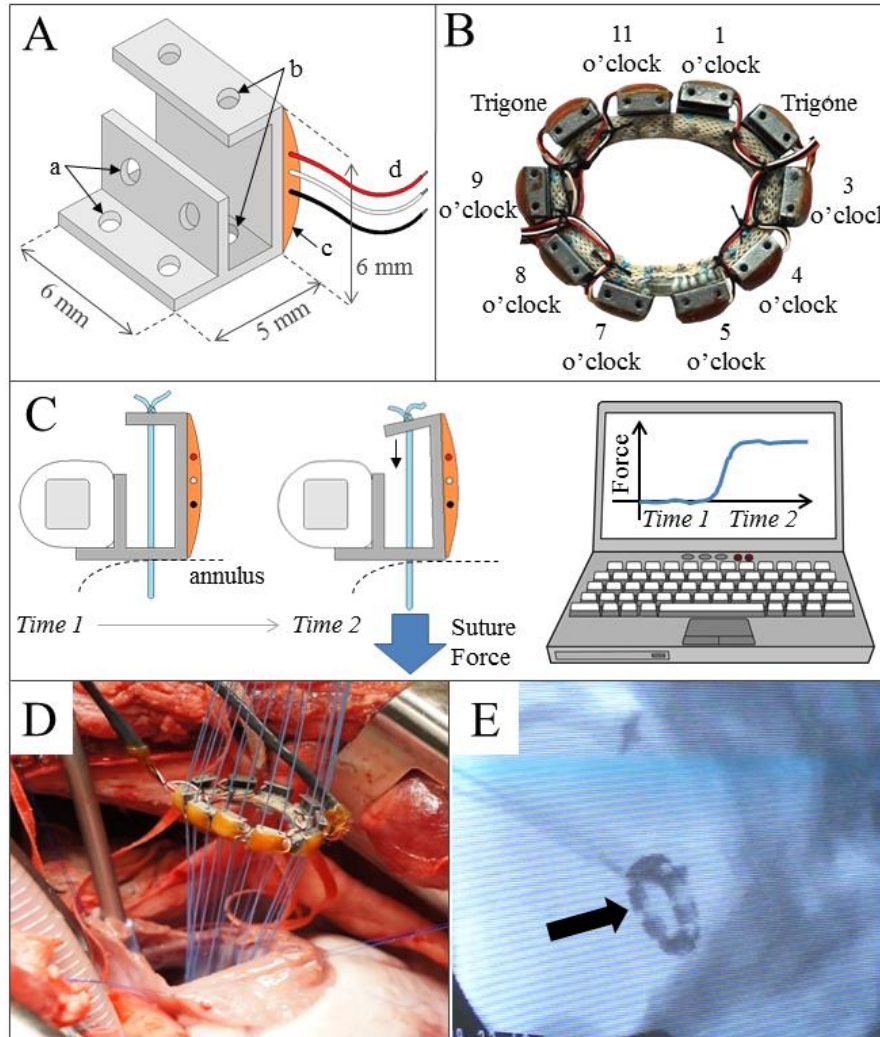 A
a
b
c
d
6 mm
5 mm
6 mm
B
11
o’clock
1
o’clock
Trigone
Trigone
9
o’clock
3
o’clock
8
o’clock
4
o’clock
7
o’clock
5
o’clock
C
annulus
Time 1
Time 2
Suture
Force
Force
Time 1
Time 2
D
E